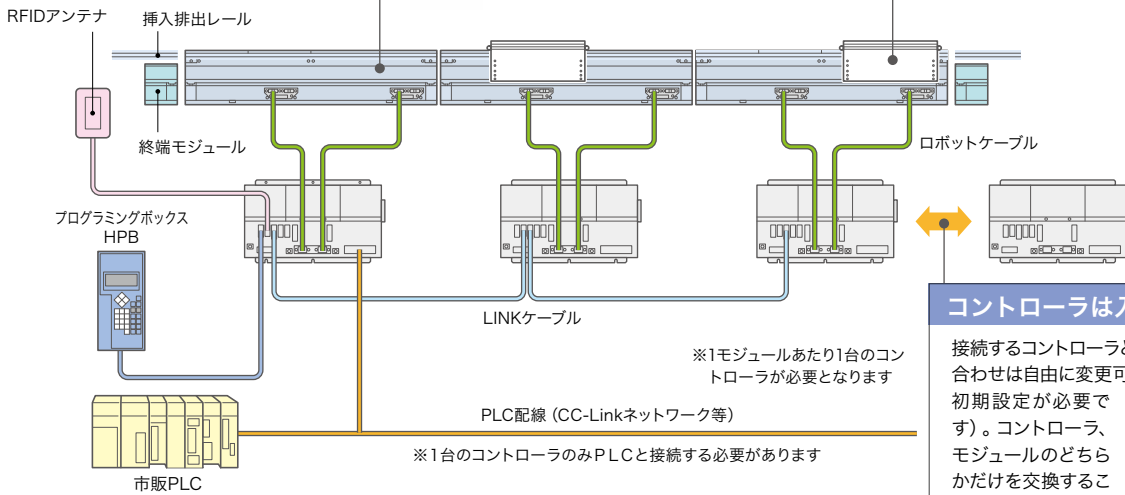 RFIDアンテナ
挿入排出レール
終端モジュール
ロボットケーブル
プログラミングボックス
HPB
LINKケーブル
※1モジュールあたり1台のコン
トローラが必要となります
PLC配線（CC-Linkネットワーク等）
※1台のコントローラのみPLCと接続する必要があります
市販PLC
コントローラは
接続するコントローラ
合わせは自由に変更可
初期設定が必要で
す）。コントローラ、
モジュールのどちら
かだけを交換するこ